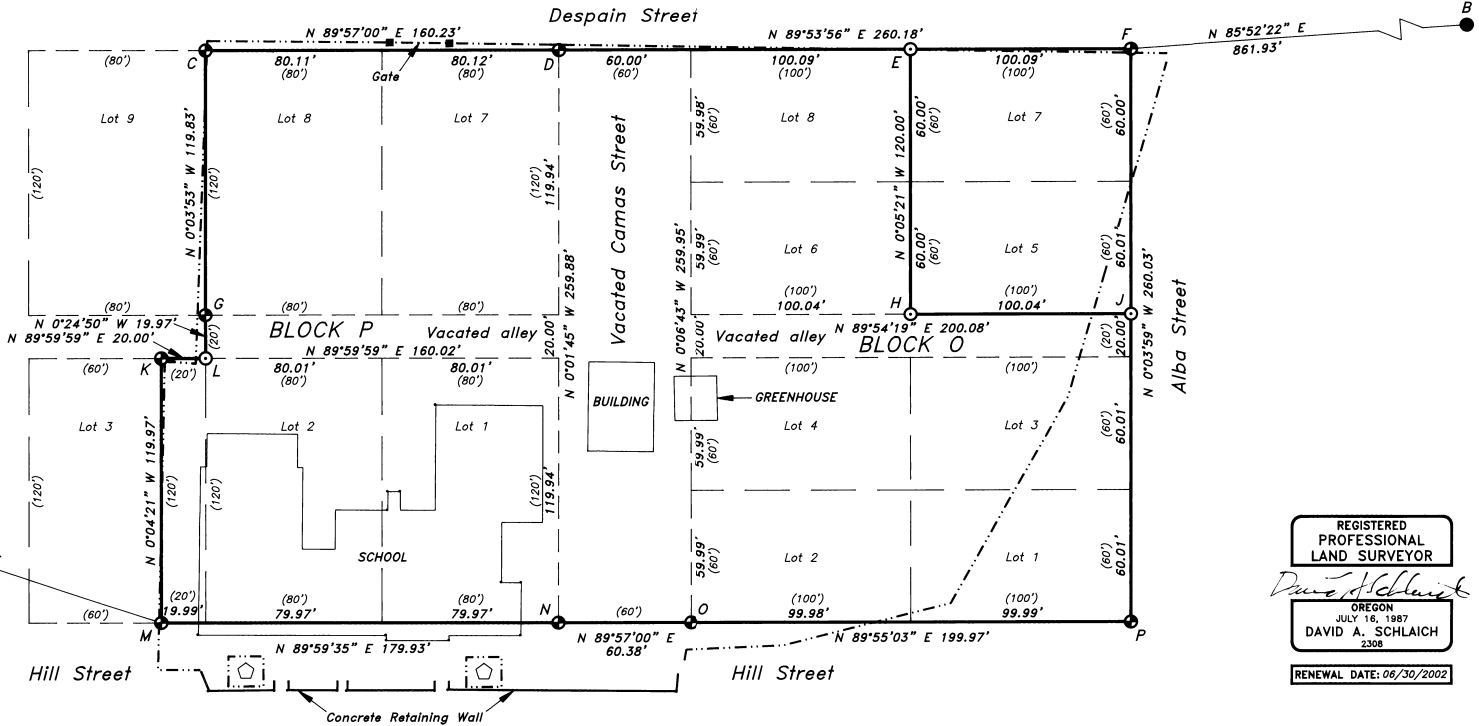 Despain Street
B
N 89°57'00" E 160.23'
N 89°53'56" E 260.18'
F
N 85°52'22" E
861.93'
C
(80')
80.11'
(80')
Gate
80.12'
(80')
D
60.00'
(60')
100.09'
(100')
E
100.09'
(100')
Lot 9
Lot 8
Lot 7
Lot 8
Lot 7
(120')
N 0°03'53" W 119.83'
(120')
(120')
119.94'
Vacated Camas Street
59.98'
(60')
N 0°05'21" W 120.00'
60.00'
(60')
(60')
60.00'
Lot 6
Lot 5
59.99'
(60')
60.00'
(60')
(60')
60.01'
N 0°01'45" W 259.88'
N 0°06'43" W 259.95'
N 0°03'59" W 260.03'
Alba Street
(80')
G
(80')
(80')
(100')
100.04'
H
(100')
100.04'
J
N 0°24'50" W 19.97'
N 89°59'59" E 20.00'
(20')
BLOCK P
Vacated alley
20.00'
20.00'
Vacated alley
N 89°54'19" E 200.08'
BLOCK O
(20')
20.00'
N 89°59'59" E 160.02'
K
(60')
(20')
L
80.01'
(80')
80.01'
(80')
(100')
(100')
BUILDING
GREENHOUSE
Lot 3
Lot 2
Lot 1
Lot 4
Lot 3
59.99'
(60')
(60')
60.01'
(120')
N 0°04'21" W 119.97'
(120')
(120')
(120')
119.94'
SCHOOL
Lot 2
Lot 1
59.99'
(60')
(60')
60.01'
(60')
(20')
19.99'
(80')
79.97'
(80')
79.97'
N
(60')
O
(100')
99.98'
(100')
99.99'
M
P
N 89°59'35" E 179.93'
N 89°57'00" E
60.38'
N 89°55'03" E 199.97'
Hill Street
Hill Street
Concrete Retaining Wall
REGISTERED
PROFESSIONAL
LAND SURVEYOR
David A Schlaich
OREGON
JULY 16, 1987
DAVID A. SCHLAICH
2308
RENEWAL DATE: 06/30/2002